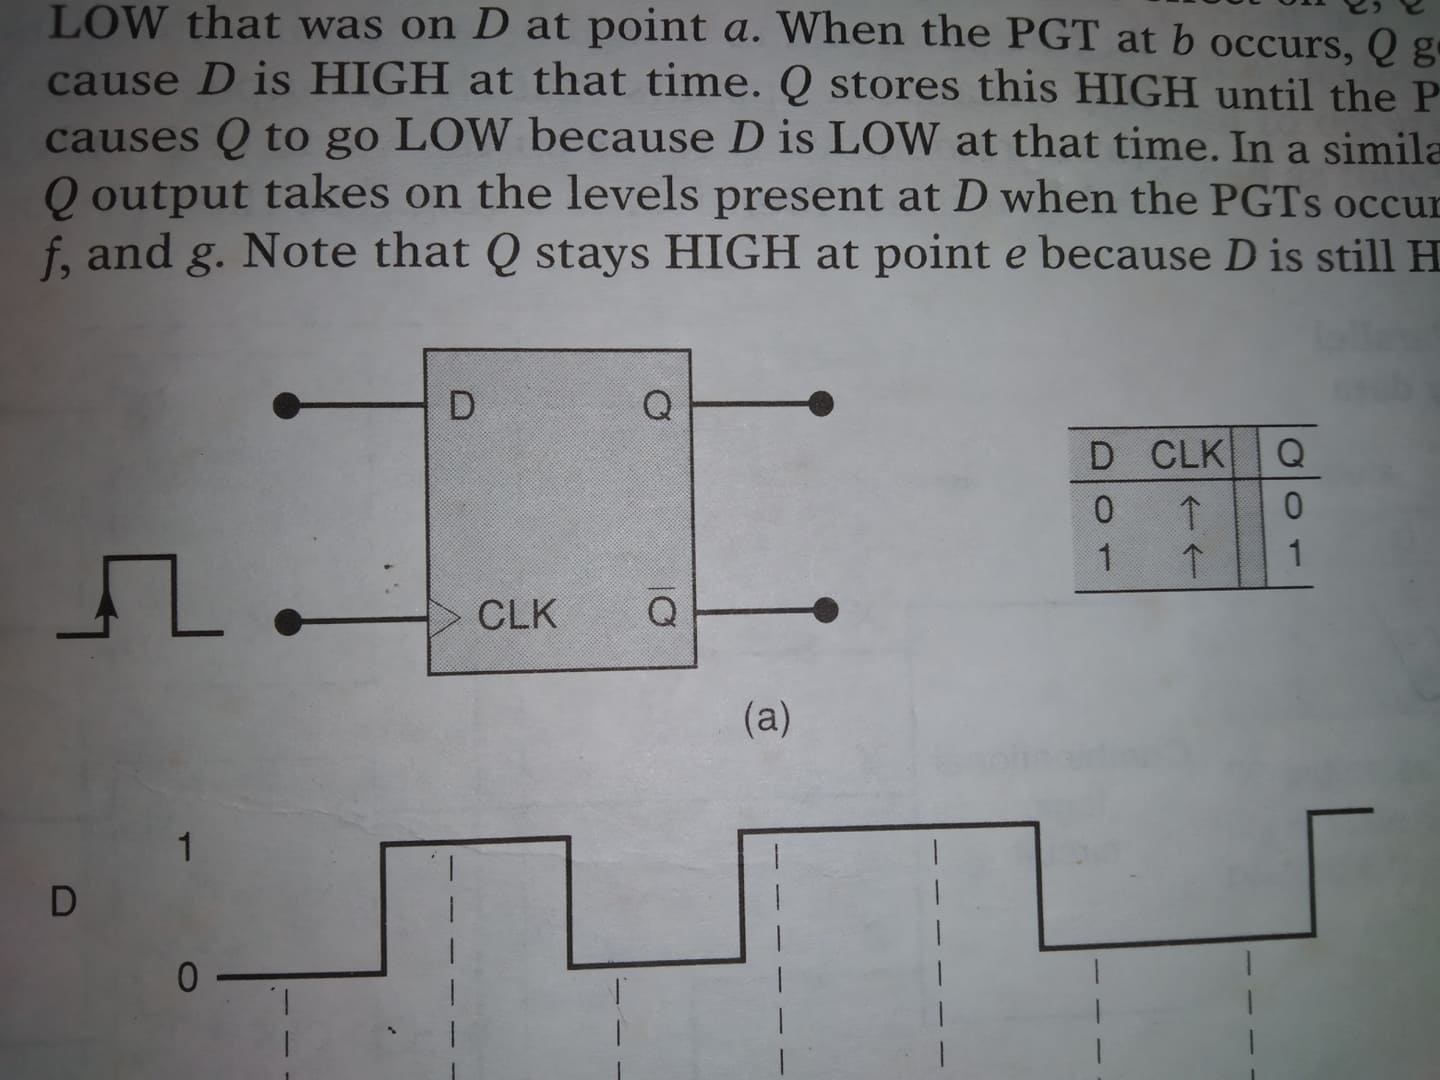 LOW that was on D at point a. When the PGT at b occurs, Q
cause D is HIGH at that time. Q stores this HIGH until the
causes Q to go LOW because D is LOW at that time. In a
Q output takes on the levels present at D when the PGTs
f, and g. Note that Q stays HIGH at point e because D is still
D Q
D CLK Q
0 ↑ 0
1 ↑ 1
CLK Q̅
(a)
1
D
0